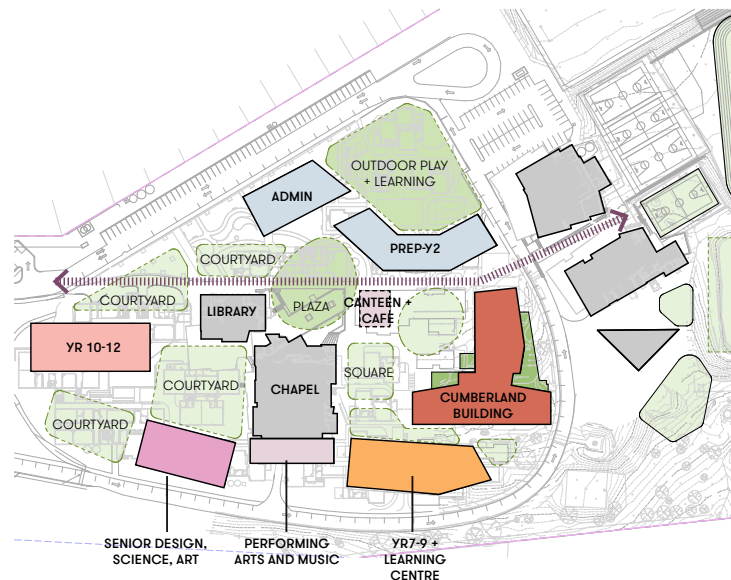 OUTDOOR PLAY
+ LEARNING
ADMIN
PREP-Y2
COURTYARD
COURTYARD
PLAZA
CANTEEN +
CAFE
LIBRARY
YR 10-12
COURTYARD
CHAPEL
SQUARE
CUMBERLAND
BUILDING
COURTYARD
SENIOR DESIGN,
SCIENCE, ART
PERFORMING
ARTS AND MUSIC
YR7-9 +
LEARNING
CENTRE